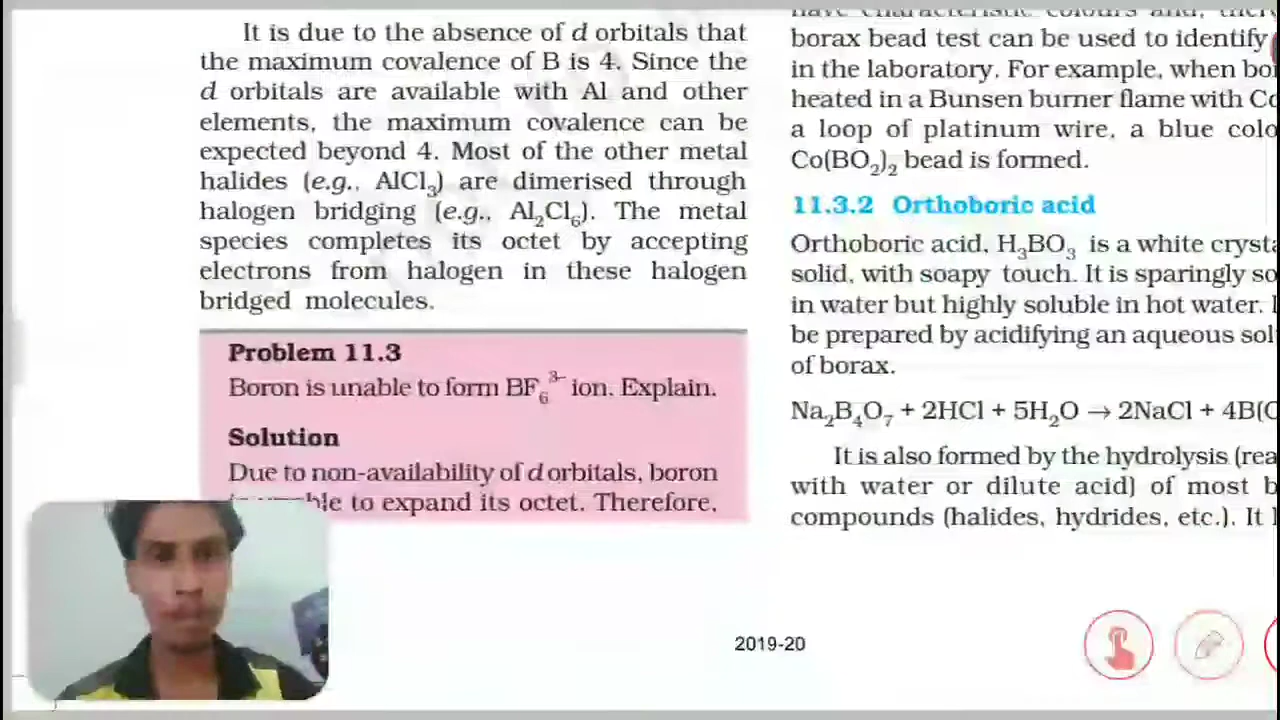 It is due to the absence of d orbitals that
the maximum covalence of B is 4. Since the
d orbitals are available with Al and other
elements, the maximum covalence can be
expected beyond 4. Most of the other metal
halides (e.g., AlCl₃) are dimerised through
halogen bridging (e.g., Al₂Cl₆). The metal
species completes its octet by accepting
electrons from halogen in these halogen
bridged molecules.
Problem 11.3
Boron is unable to form BF₆³⁻ ion. Explain.
Solution
Due to non-availability of d orbitals, boron
to expand its octet. Therefore,
have characteristic colours and,
borax bead test can be used to identify
in the laboratory. For example, when
heated in a Bunsen burner flame with
a loop of platinum wire, a blue
Co(BO₂)₂ bead is formed.
11.3.2 Orthoboric acid
Orthoboric acid, H₃BO₃ is a white
solid, with soapy touch. It is sparingly
in water but highly soluble in hot water.
be prepared by acidifying an aqueous
of borax.
Na₂B₄O₇ + 2HCl + 5H₂O → 2NaCl + 4B(
It is also formed by the hydrolysis
with water or dilute acid) of most
compounds (halides, hydrides, etc.). It
2019-20